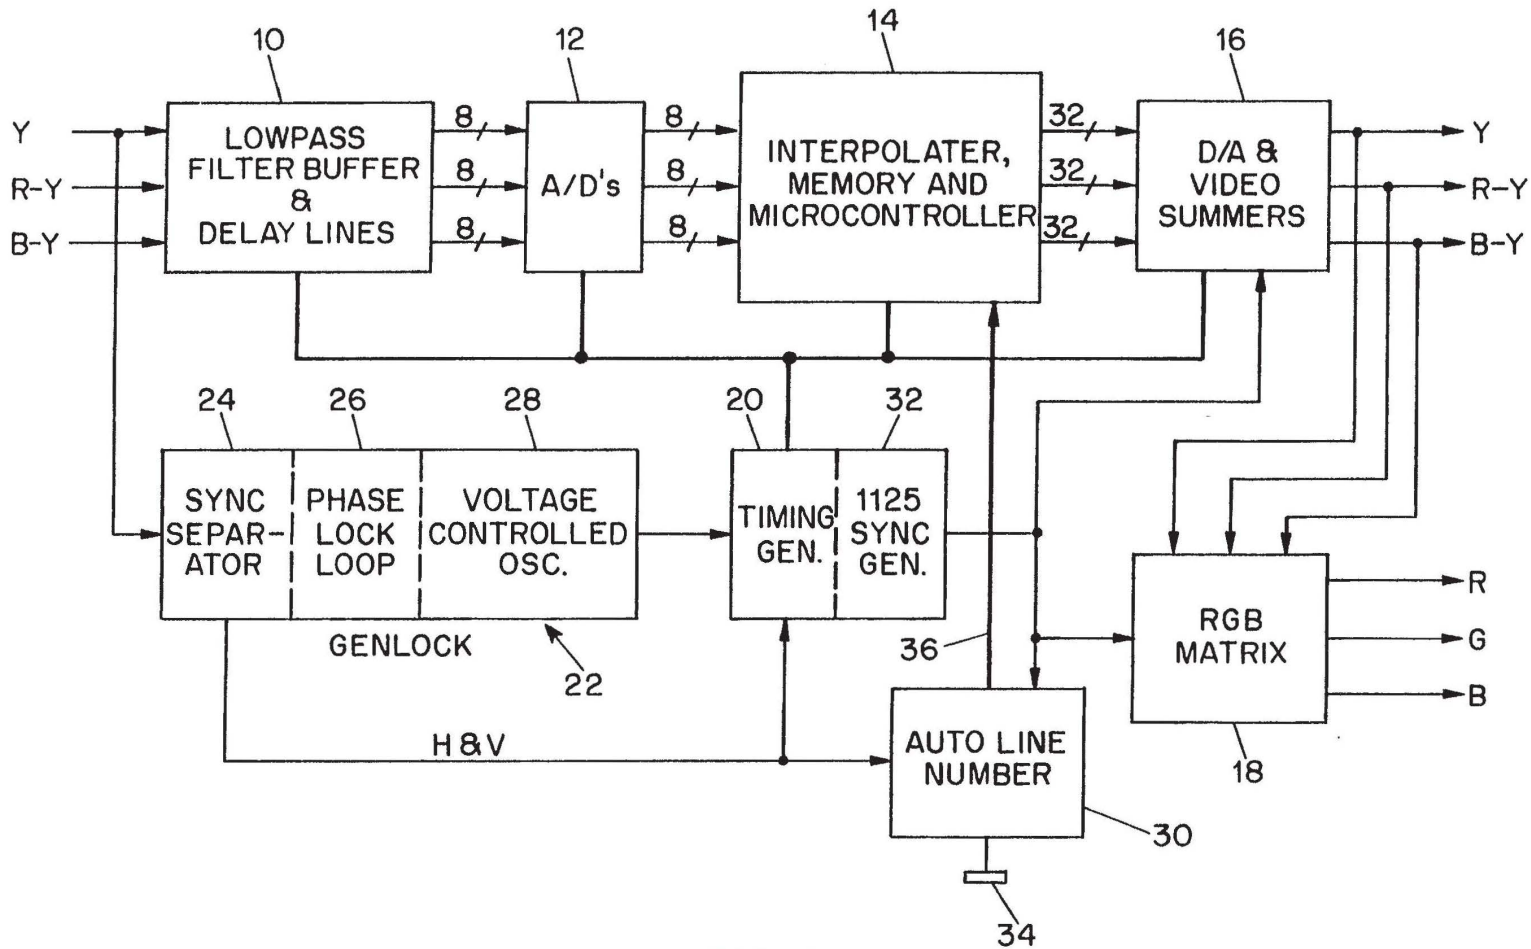 10
12
14
16
Y
R-Y
B-Y
LOWPASS
FILTER BUFFER
&
DELAY LINES
8
8
8
A/D's
8
8
8
INTERPOLATER,
MEMORY AND
MICROCONTROLLER
32
32
32
D/A &
VIDEO
SUMMERS
Y
R-Y
B-Y
24
26
28
20
32
SYNC
SEPAR-
ATOR
PHASE
LOCK
LOOP
VOLTAGE
CONTROLLED
OSC.
TIMING
GEN.
1125
SYNC
GEN.
GENLOCK
22
36
RGB
MATRIX
R
G
B
18
H & V
AUTO LINE
NUMBER
30
34